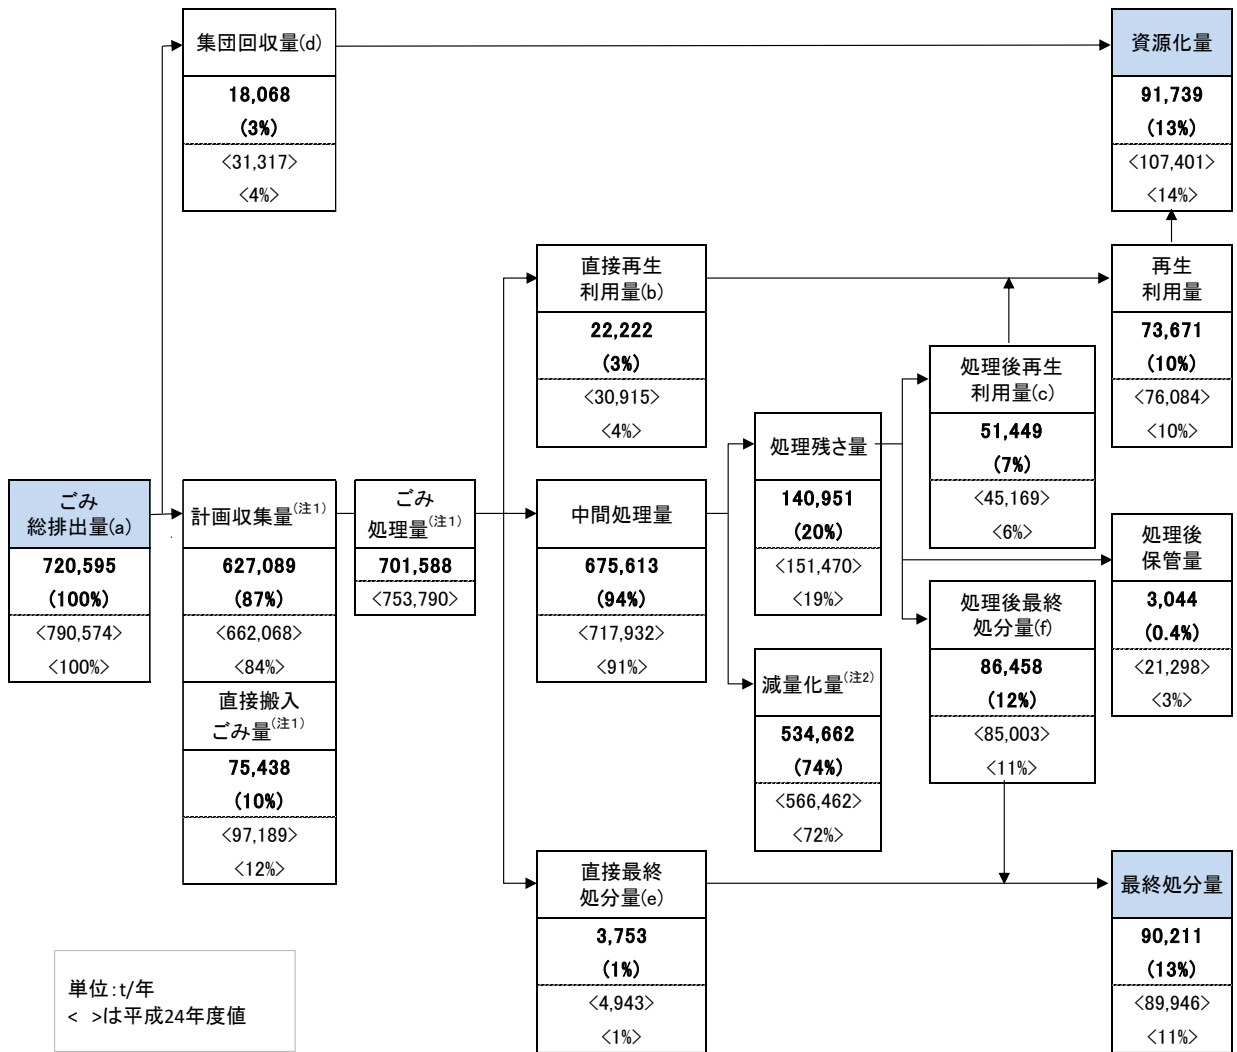 集団回収量(d)
18,068
(3%)
<31,317>
<4%>
資源化量
91,739
(13%)
<107,401>
<14%>
直接再生
利用量(b)
22,222
(3%)
<30,915>
<4%>
再生
利用量
73,671
(10%)
<76,084>
<10%>
処理後再生
利用量(c)
51,449
(7%)
<45,169>
<6%>
処理残さ量
140,951
(20%)
<151,470>
<19%>
ごみ
総排出量(a)
720,595
(100%)
<790,574>
<100%>
計画収集量(注1)
627,089
(87%)
<662,068>
<84%>
直接搬入
ごみ量(注1)
75,438
(10%)
<97,189>
<12%>
ごみ
処理量(注1)
701,588
<753,790>
中間処理量
675,613
(94%)
<717,932>
<91%>
処理後
保管量
3,044
(0.4%)
<21,298>
<3%>
処理後最終
処分量(f)
86,458
(12%)
<85,003>
<11%>
減量化量(注2)
534,662
(74%)
<566,462>
<72%>
直接最終
処分量(e)
3,753
(1%)
<4,943>
<1%>
最終処分量
90,211
(13%)
<89,946>
<11%>
単位:t/年
< >は平成24年度値